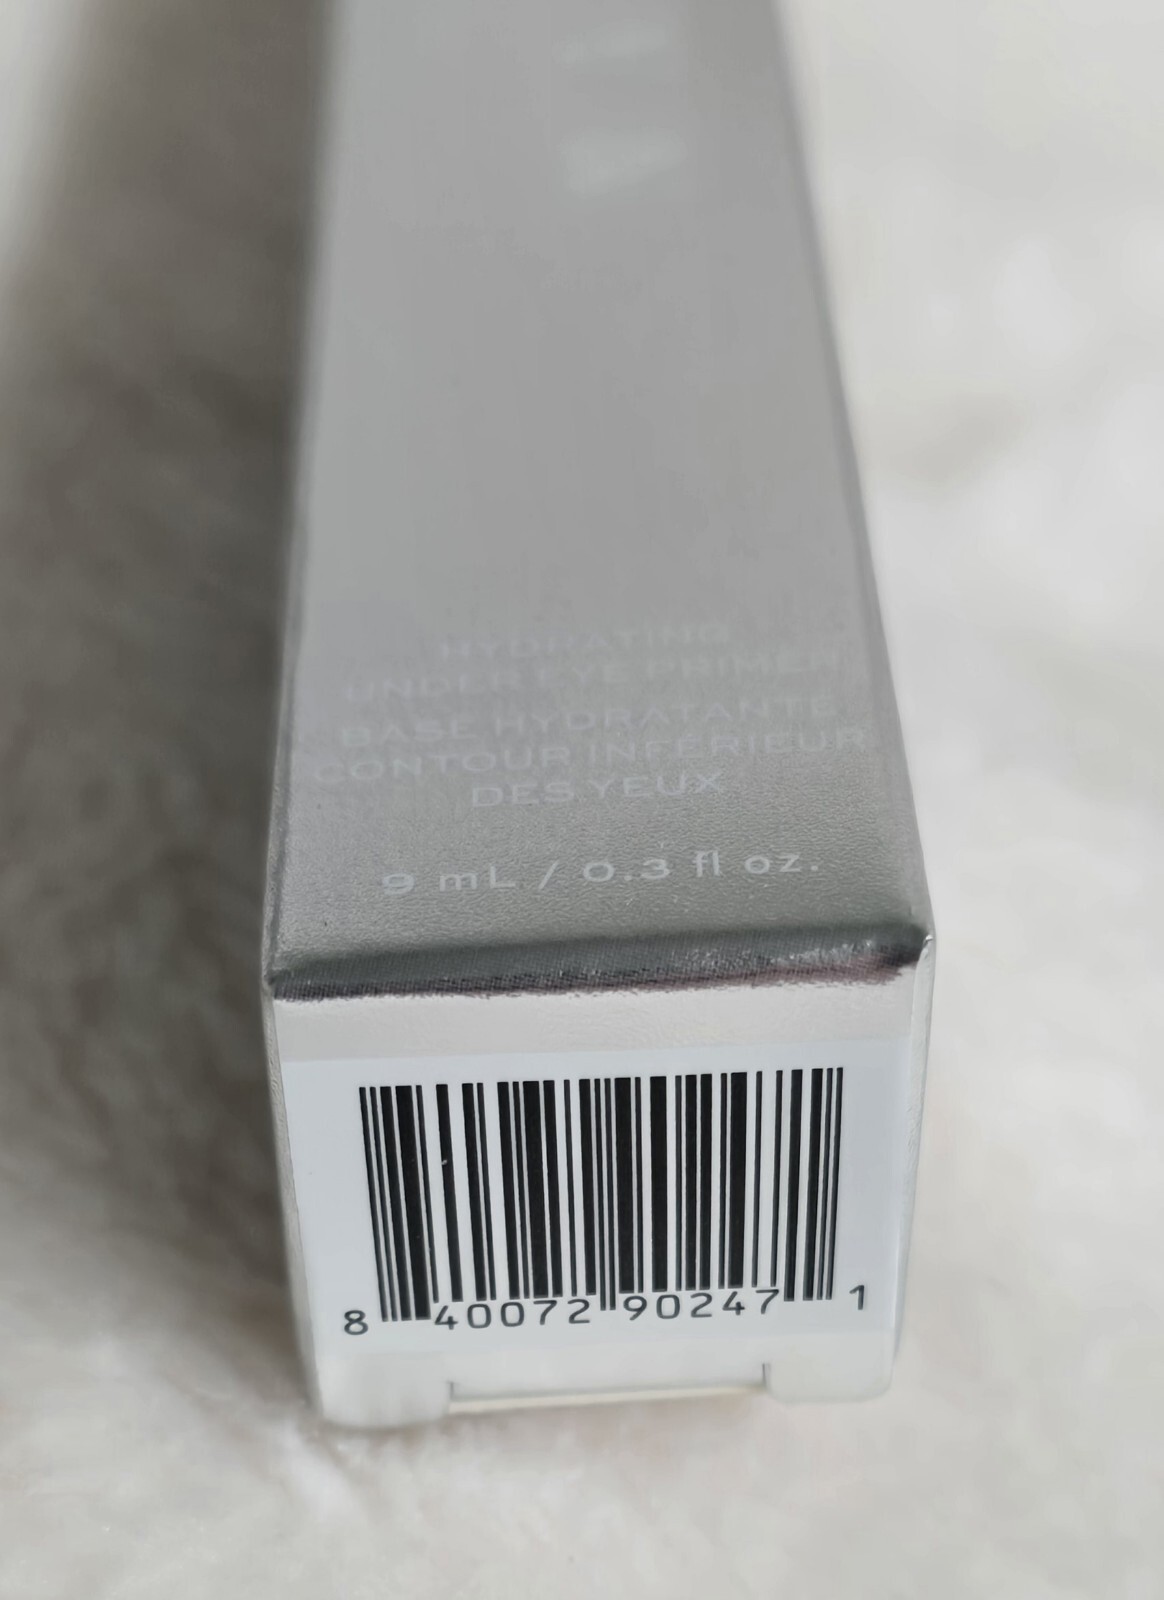 HYDRATING
UNDER EYE PRIMER
BASE HYDRATANTE
CONTOUR INFÉRIEUR
DES YEUX
9 mL / 0.3 fl oz.
8 40072 90247 1